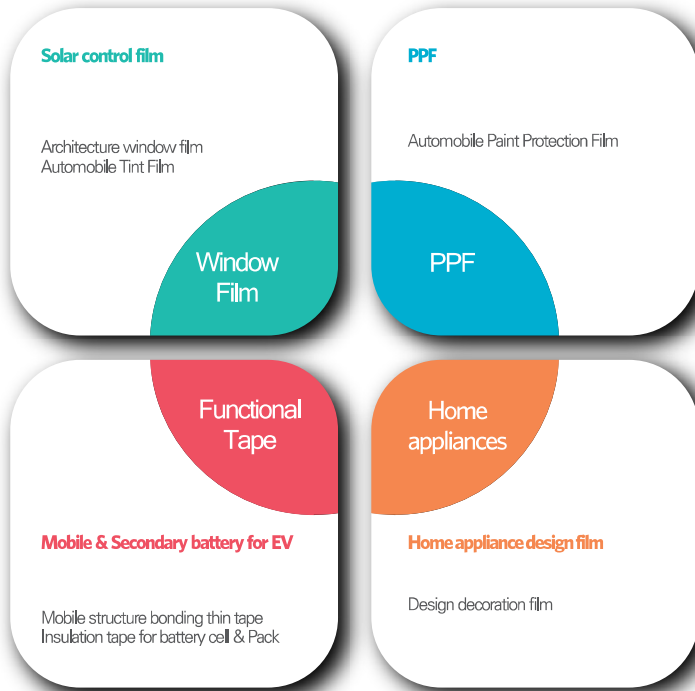 Solar control film
Architecture window film
Automobile Tint Film
Window
Film
PPF
Automobile Paint Protection Film
PPF
Functional
Tape
Mobile & Secondary battery for EV
Mobile structure bonding thin tape
Insulation tape for battery cell & Pack
Home
appliances
Home appliance design film
Design decoration film